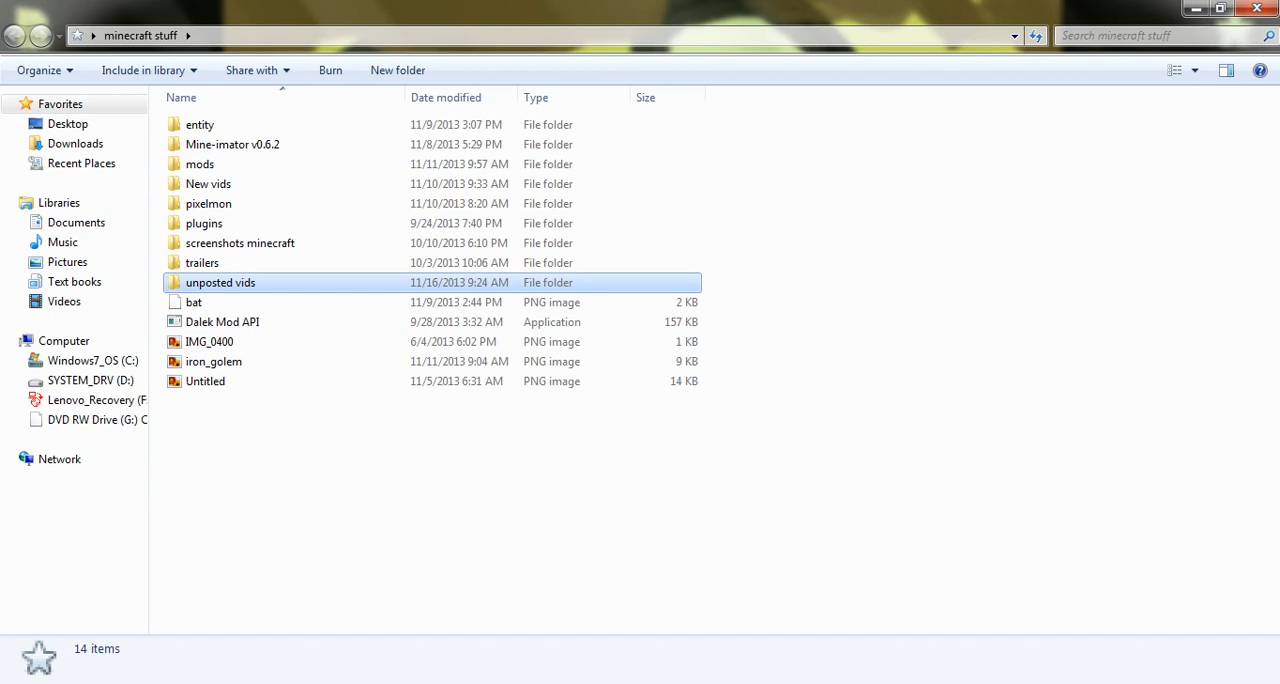 minecraft stuff
Search minecraft stuff
Organize Include in library Share with Burn New folder
Name Date modified Type Size
Favorites
Desktop
Downloads
Recent Places
Libraries
Documents
Music
Pictures
Text books
Videos
Computer
Windows7_OS (C:)
SYSTEM_DRV (D:)
Lenovo_Recovery (F:
DVD RW Drive (G:) C
Network
entity 11/9/2013 3:07 PM File folder
Mine-imator v0.6.2 11/8/2013 5:29 PM File folder
mods 11/11/2013 9:57 AM File folder
New vids 11/10/2013 9:33 AM File folder
pixelmon 11/10/2013 8:20 AM File folder
plugins 9/24/2013 7:40 PM File folder
screenshots minecraft 10/10/2013 6:10 PM File folder
trailers 10/3/2013 10:06 AM File folder
unposted vids 11/16/2013 9:24 AM File folder
bat 11/9/2013 2:44 PM PNG image 2 KB
Dalek Mod API 9/28/2013 3:32 AM Application 157 KB
IMG_0400 6/4/2013 6:02 PM PNG image 1 KB
iron_golem 11/11/2013 9:04 AM PNG image 9 KB
Untitled 11/5/2013 6:31 AM PNG image 14 KB
14 items